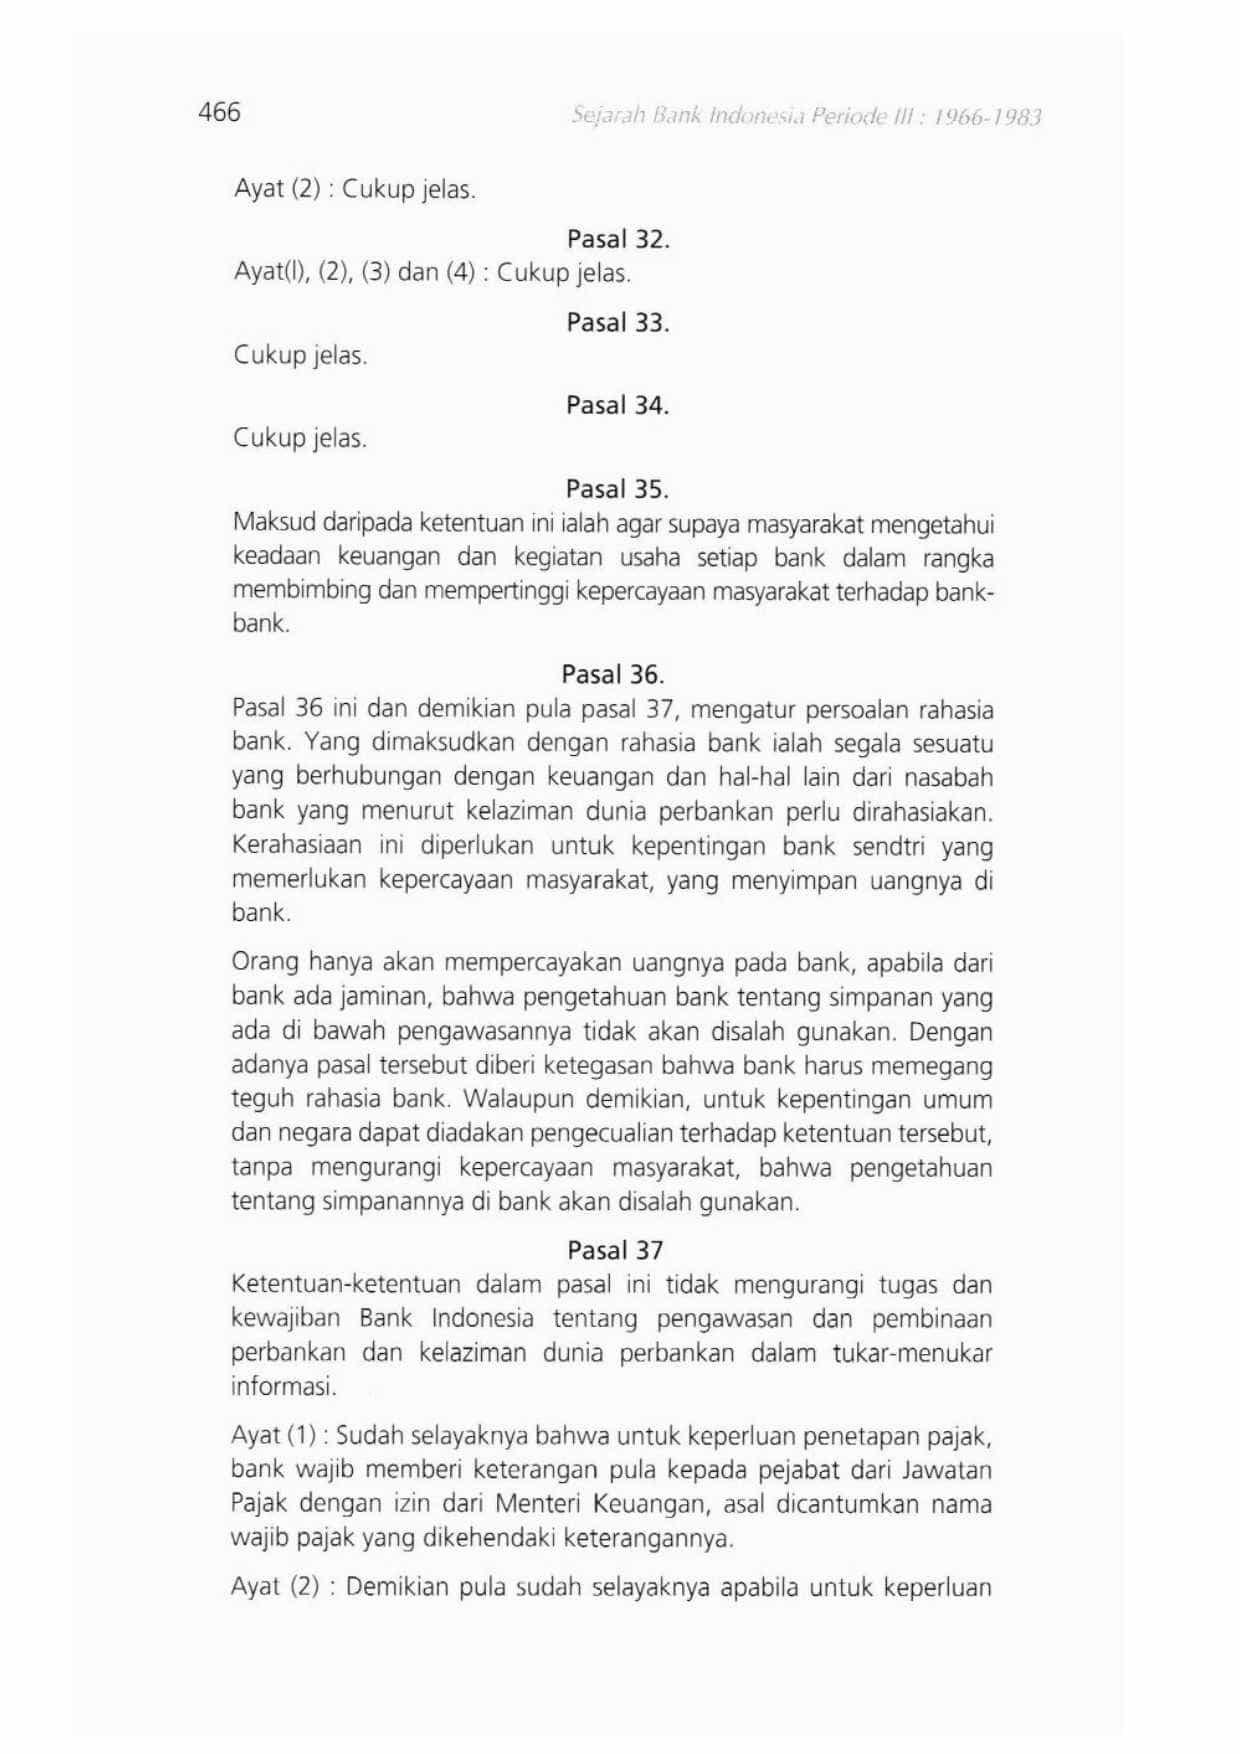 466
Sejarah Bank Indonesia Periode III : 1966-1983
Ayat (2) : Cukup jelas.
Pasal 32.
Ayat(l), (2), (3) dan (4) : Cukup jelas.
Pasal 33.
Cukup jelas.
Pasal 34.
Cukup jelas.
Pasal 35.
Maksud daripada ketentuan ini ialah agar supaya masyarakat mengetahui
keadaan keuangan dan kegiatan usaha setiap bank dalam rangka
membimbing dan mempertinggi kepercayaan masyarakat terhadap bank-
bank.
Pasal 36.
Pasal 36 ini dan demikian pula pasal 37, mengatur persoalan rahasia
bank. Yang dimaksudkan dengan rahasia bank ialah segala sesuatu
yang berhubungan dengan keuangan dan hal-hal lain dari nasabah
bank yang menurut kelaziman dunia perbankan perlu dirahasiakan.
Kerahasiaan ini diperlukan untuk kepentingan bank sendtri yang
memerlukan kepercayaan masyarakat, yang menyimpan uangnya di
bank.
Orang hanya akan mempercayakan uangnya pada bank, apabila dari
bank ada jaminan, bahwa pengetahuan bank tentang simpanan yang
ada di bawah pengawasannya tidak akan disalah gunakan. Dengan
adanya pasal tersebut diberi ketegasan bahwa bank harus memegang
teguh rahasia bank. Walaupun demikian, untuk kepentingan umum
dan negara dapat diadakan pengecualian terhadap ketentuan tersebut,
tanpa mengurangi kepercayaan masyarakat, bahwa pengetahuan
tentang simpanannya di bank akan disalah gunakan.
Pasal 37
Ketentuan-ketentuan dalam pasal ini tidak mengurangi tugas dan
kewajiban Bank Indonesia tentang pengawasan dan pembinaan
perbankan dan kelaziman dunia perbankan dalam tukar-menukar
informasi.
Ayat (1) : Sudah selayaknya bahwa untuk keperluan penetapan pajak,
bank wajib memberi keterangan pula kepada pejabat dari Jawatan
Pajak dengan izin dari Menteri Keuangan, asal dicantumkan nama
wajib pajak yang dikehendaki keterangannya.
Ayat (2) : Demikian pula sudah selayaknya apabila untuk keperluan